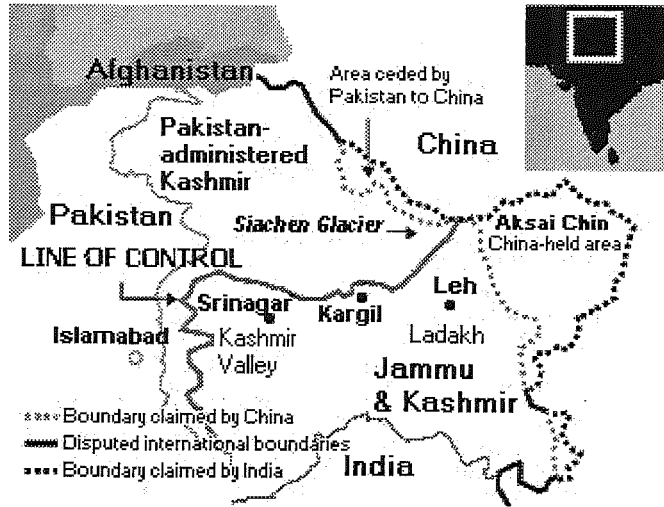 Afghanistan
Area ceded by
Pakistan to China
Pakistan-
administered
Kashmir
China
Pakistan
Siachen Glacier
Aksai Chin
China-held area
LINE OF CONTROL
Srinagar
Kargil
Leh
Islamabad
Kashmir
Valley
Ladakh
Jammu
& Kashmir
Boundary claimed by China
Disputed international boundaries
Boundary claimed by India
India